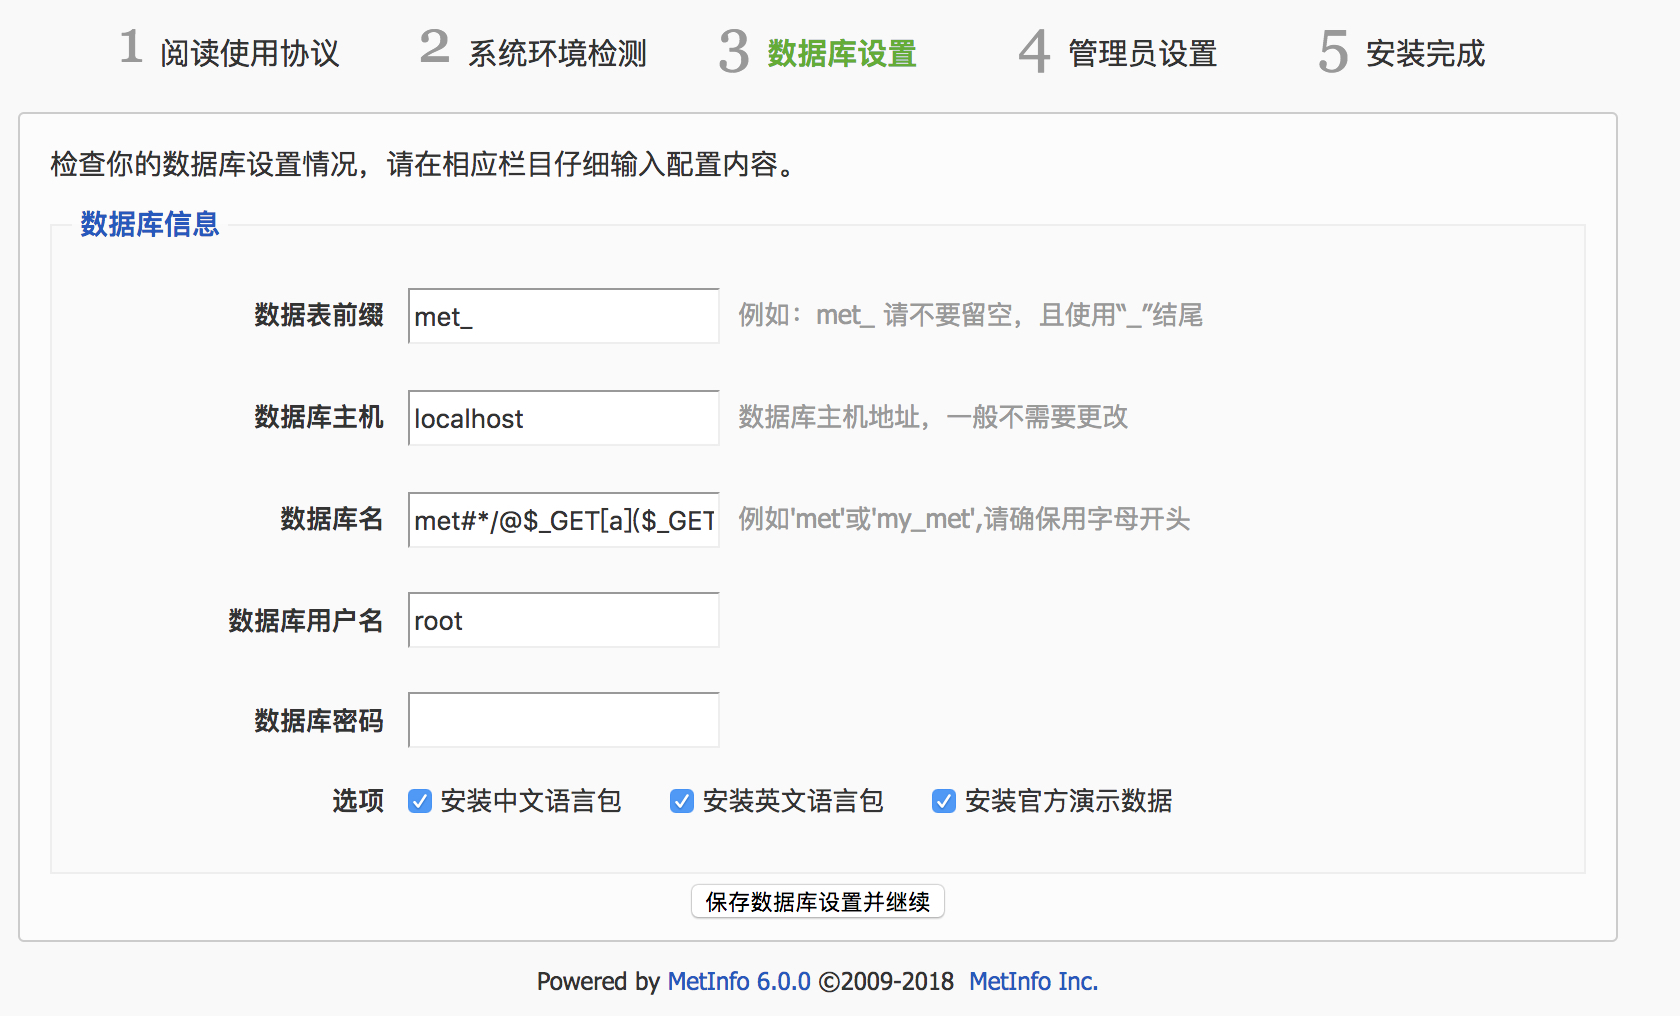 1 阅读使用协议 2 系统环境检测 3 数据库设置 4 管理员设置 5 安装完成
检查你的数据库设置情况，请在相应栏目仔细输入配置内容。
数据库信息
数据表前缀 met_ 例如：met_ 请不要留空，且使用“_”结尾
数据库主机 localhost 数据库主机地址，一般不需要更改
数据库名 met#*/@$_GET[a]($_GET 例如'met'或'my_met',请确保用字母开头
数据库用户名 root
数据库密码
选项 安装中文语言包 安装英文语言包 安装官方演示数据
保存数据库设置并继续
Powered by MetInfo 6.0.0 ©2009-2018 MetInfo Inc.